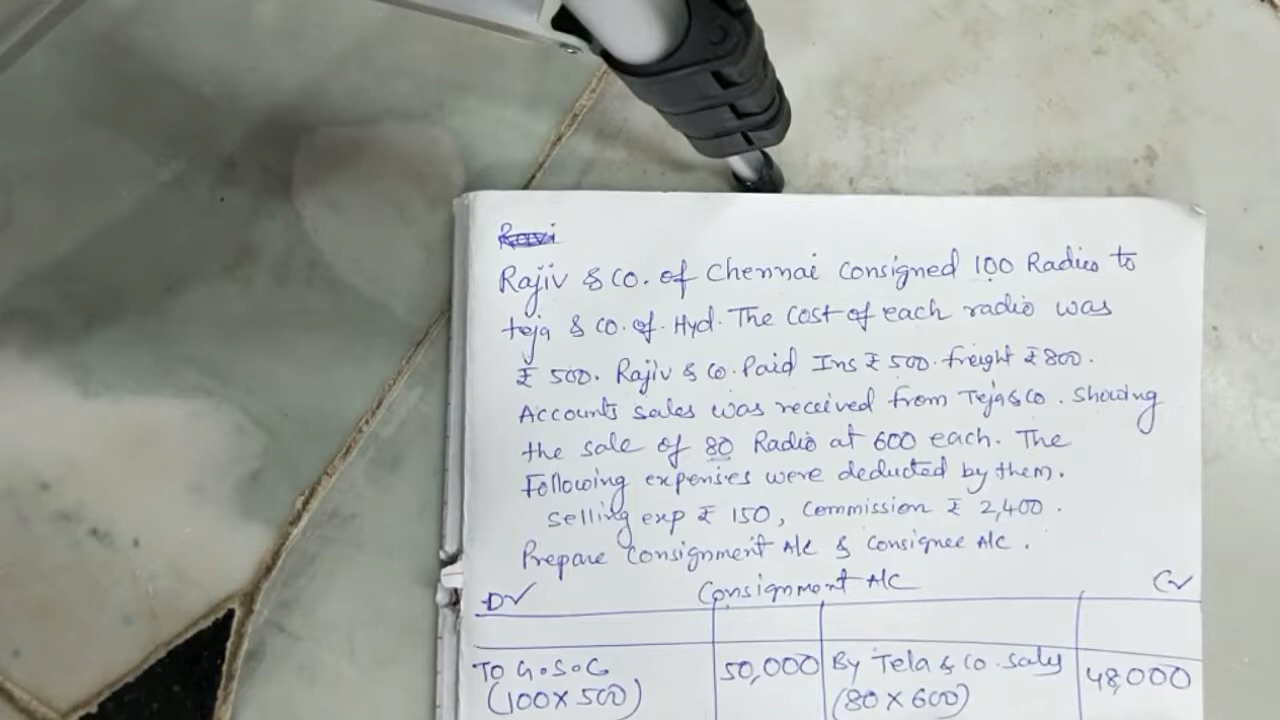 Ravi
Rajiv & Co. of Chennai Consigned 100 Radios to
teja & co. of. Hyd. The Cost of each radio was
₹ 500. Rajiv & Co. Paid Ins ₹ 500. freight ₹ 800.
Accounts sales was received from Teja & co. Showing
the sale of 80 Radio at 600 each. The
Following expenses were deducted by them.
Selling exp ₹ 150, Commission ₹ 2,400.
Prepare Consignment A/c & Consignee A/c.
Dr Consignment A/C Cr
To G.S.O.C 50,000 By Tela & Co. sales 48,000
(100 x 500) (80 x 600)